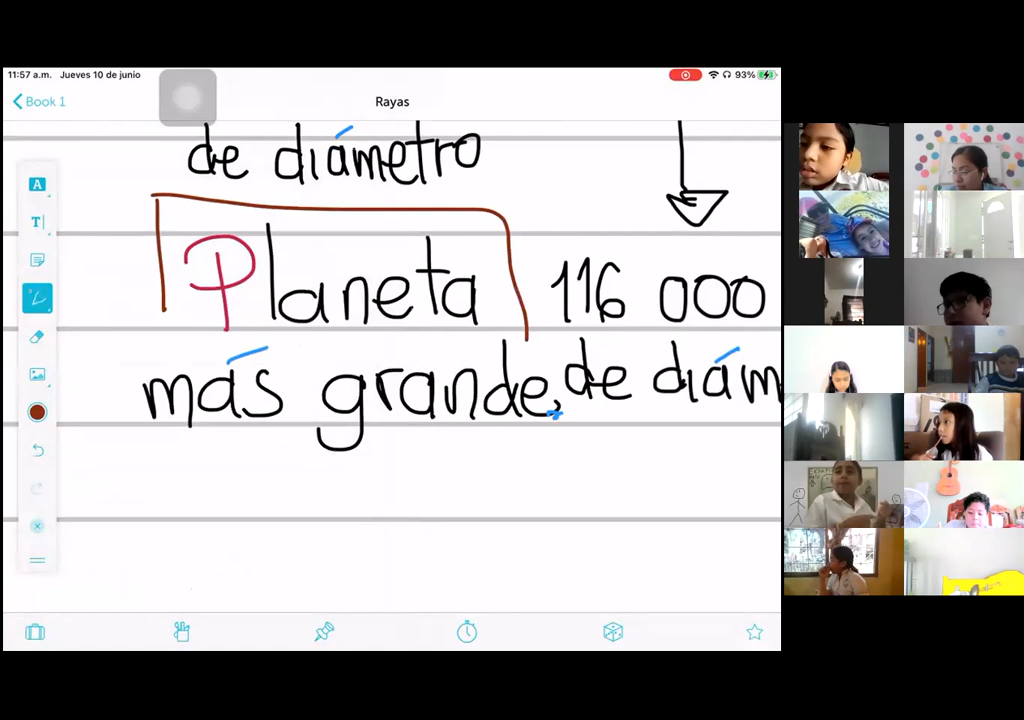 11:57 a.m. Jueves 10 de junio 93%
Book 1 Rayas
de diámetro
Planeta 116 000
más grande, de diám
A
T